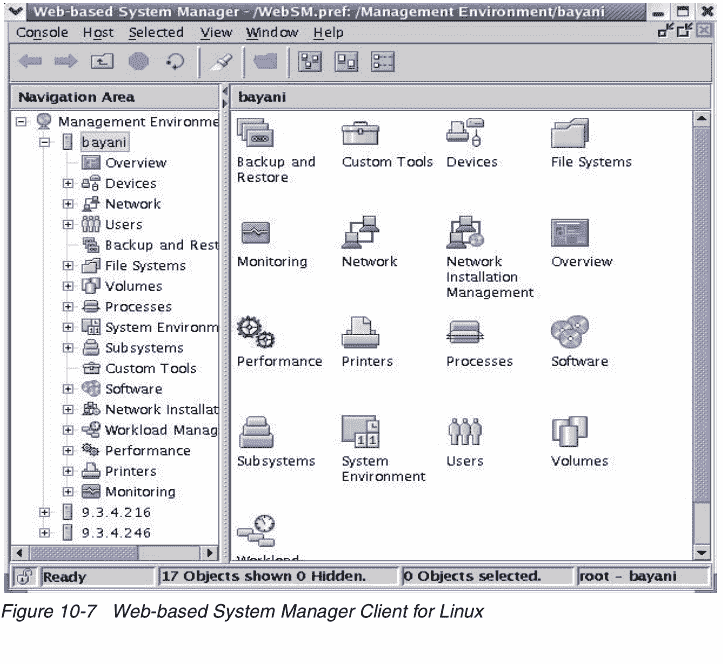 Web-based System Manager - /WebSM.pref: /Management Environment/bayani
Console Host Selected View Window Help
Navigation Area
Management Environme
bayani
Overview
Devices
Network
Users
Backup and Rest
File Systems
Volumes
Processes
System Environm
Subsystems
Custom Tools
Software
Network Installat
Workload Manag
Performance
Printers
Monitoring
9.3.4.216
9.3.4.246
bayani
Backup and
Restore
Custom Tools
Devices
File Systems
Monitoring
Network
Network
Installation
Management
Overview
Performance
Printers
Processes
Software
Subsystems
System
Environment
Users
Volumes
Workload
Ready
17 Objects shown 0 Hidden.
0 Objects selected.
root - bayani
Figure 10-7 Web-based System Manager Client for Linux